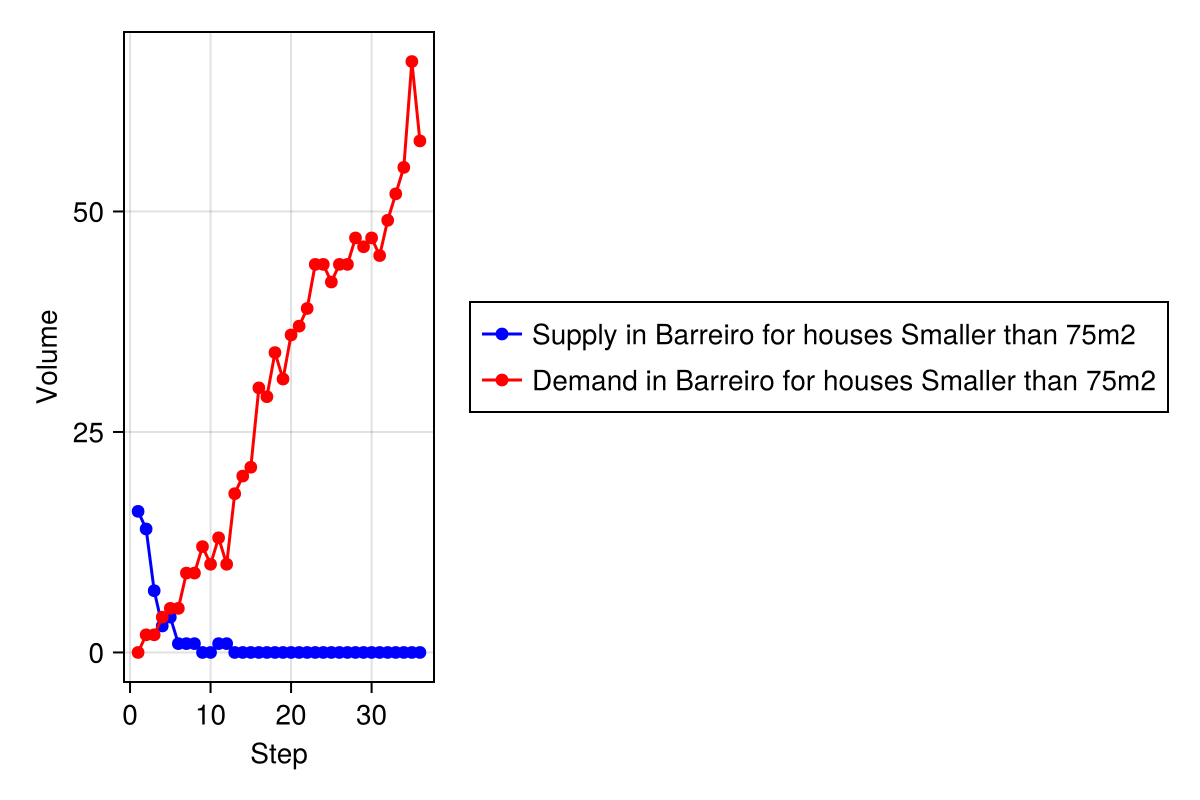 50
25
0
Volume
0 10 20 30
Step
Supply in Barreiro for houses Smaller than 75m2
Demand in Barreiro for houses Smaller than 75m2